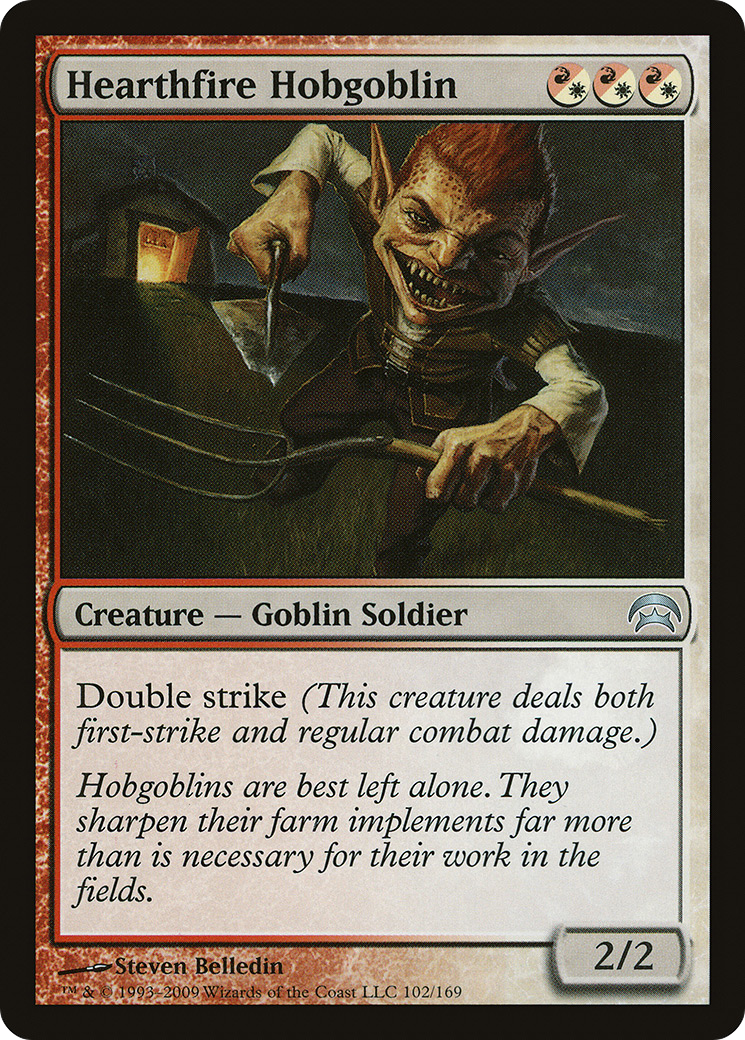 Hearthfire Hobgoblin
Creature — Goblin Soldier
Double strike (This creature deals both
first-strike and regular combat damage.)
Hobgoblins are best left alone. They
sharpen their farm implements far more
than is necessary for their work in the
fields.
2/2
Steven Belledin
™ & © 1993–2009 Wizards of the Coast LLC 102/169